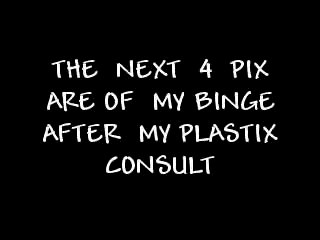 THE NEXT 4 PIX
ARE OF MY BINGE
AFTER MY PLASTIX
CONSULT